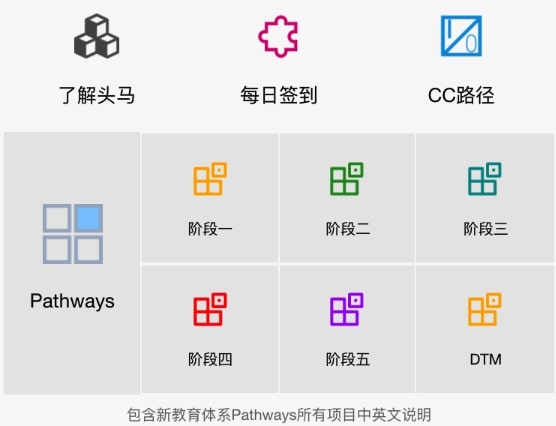 了解头马
每日签到
CC路径
Pathways
阶段一
阶段二
阶段三
阶段四
阶段五
DTM
包含新教育体系Pathways所有项目中英文说明